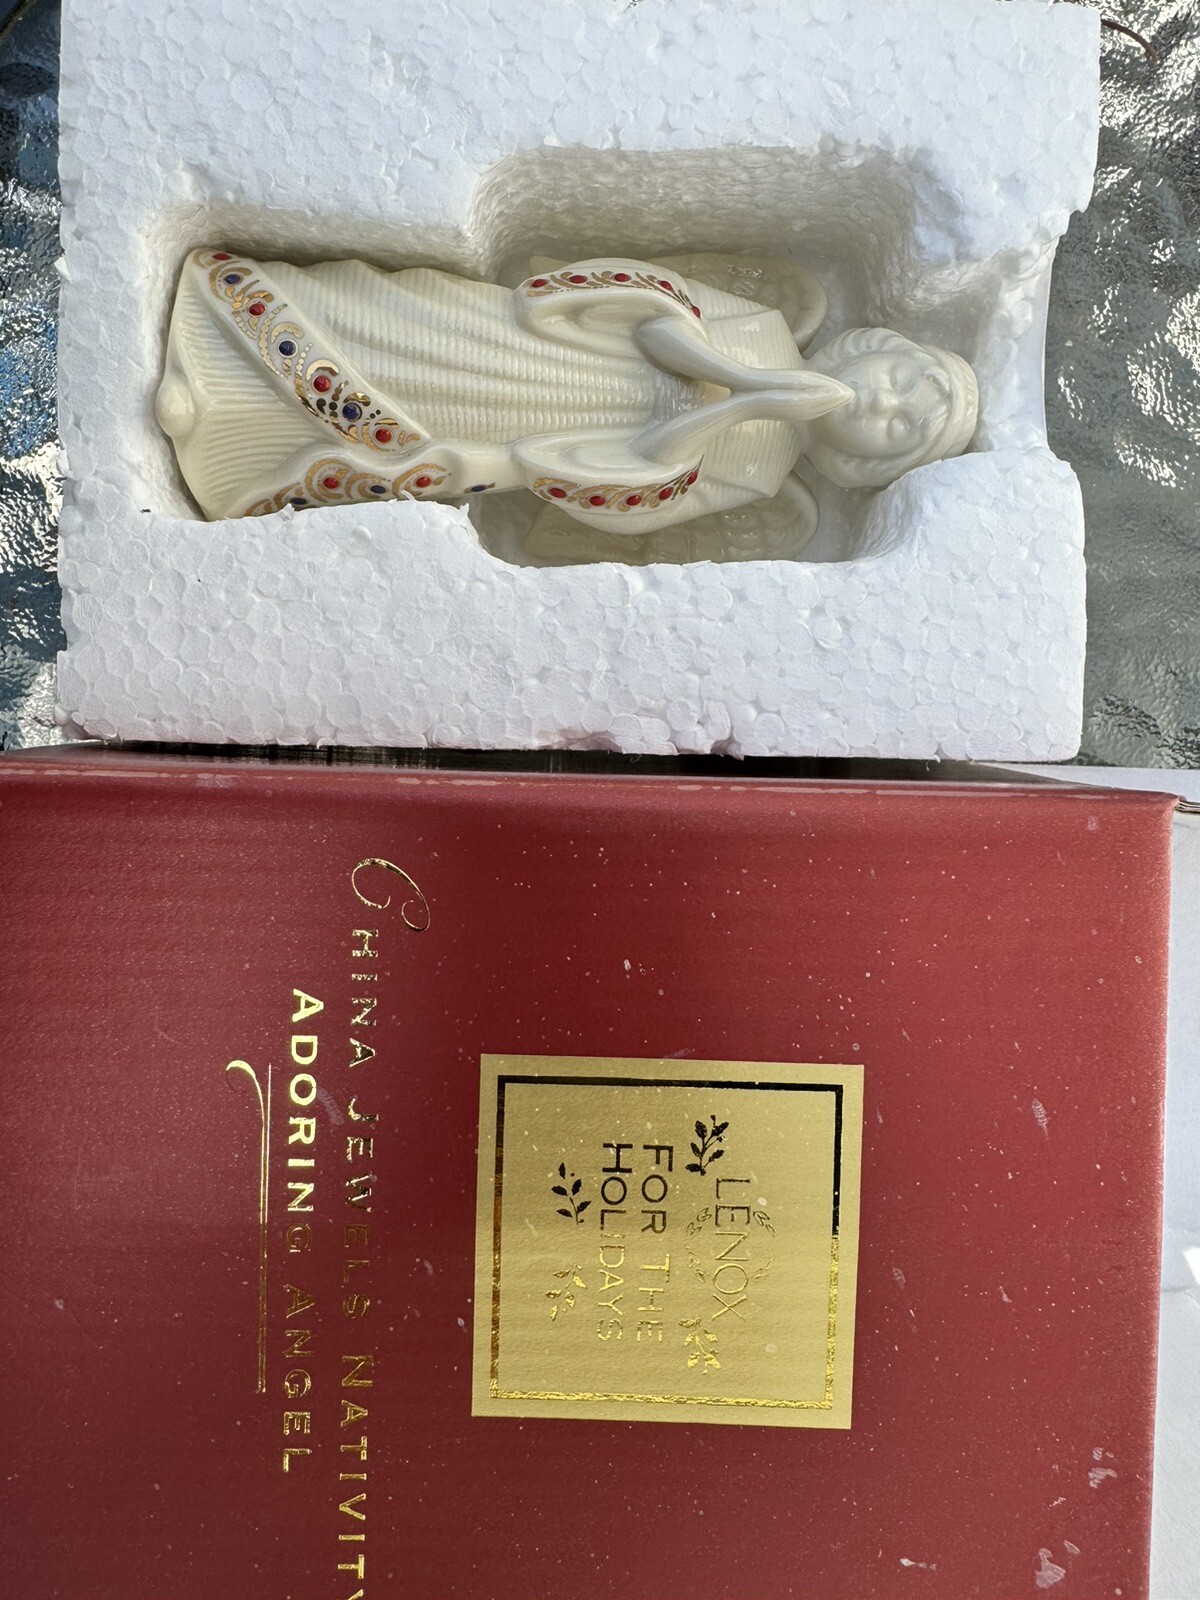 LENOX
FOR THE
HOLIDAYS
CHINA JEWELS NATIVITY
ADORING ANGEL